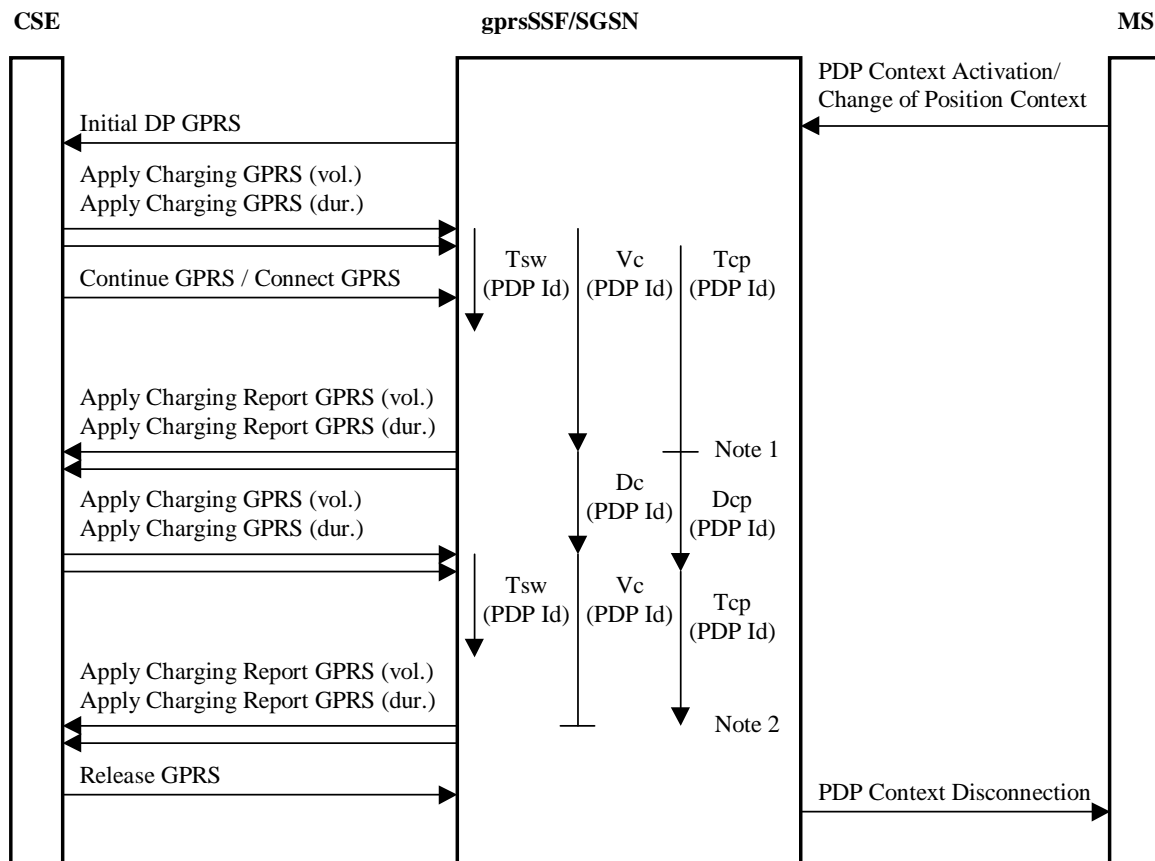 CSE
gprsSSF/SGSN
MS
PDP Context Activation/
Change of Position Context
Initial DP GPRS
Apply Charging GPRS (vol.)
Apply Charging GPRS (dur.)
Tsw
(PDP Id)
Vc
(PDP Id)
Tcp
(PDP Id)
Continue GPRS / Connect GPRS
Apply Charging Report GPRS (vol.)
Apply Charging Report GPRS (dur.)
Note 1
Dc
(PDP Id)
Dcp
(PDP Id)
Apply Charging GPRS (vol.)
Apply Charging GPRS (dur.)
Tsw
(PDP Id)
Vc
(PDP Id)
Tcp
(PDP Id)
Apply Charging Report GPRS (vol.)
Apply Charging Report GPRS (dur.)
Note 2
Release GPRS
PDP Context Disconnection